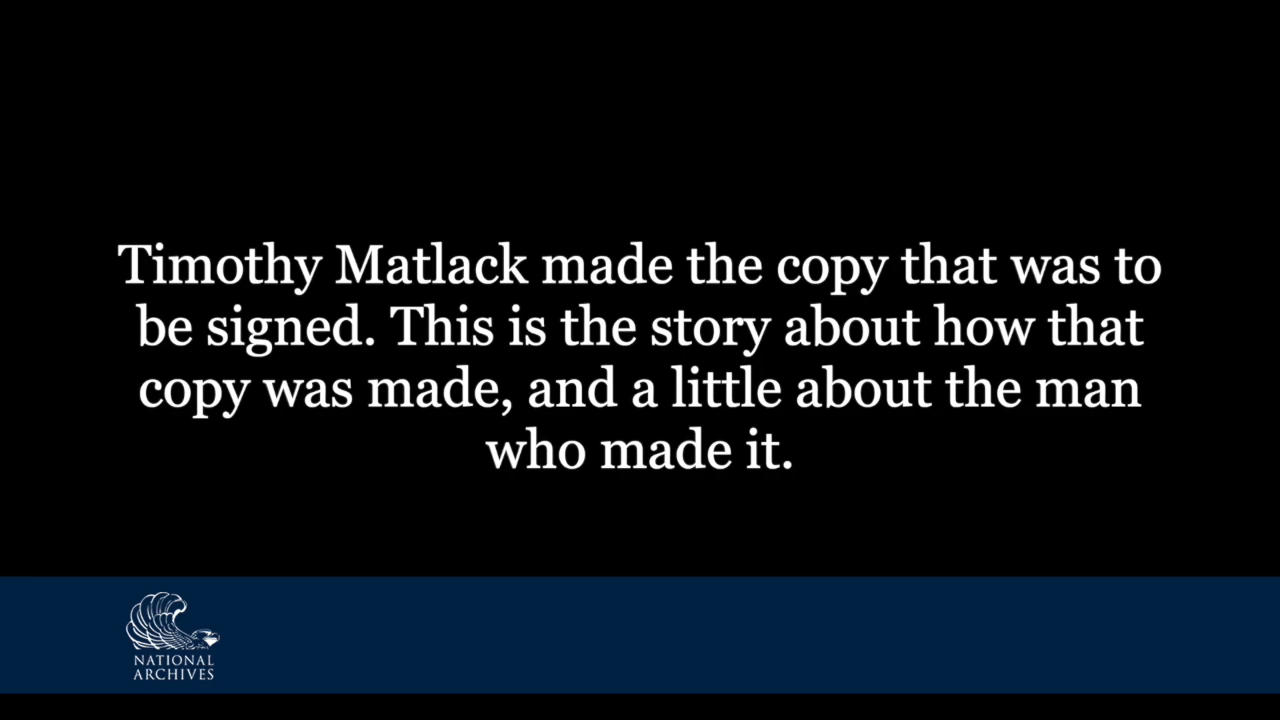 Timothy Matlack made the copy that was to
be signed. This is the story about how that
copy was made, and a little about the man
who made it.
NATIONAL
ARCHIVES